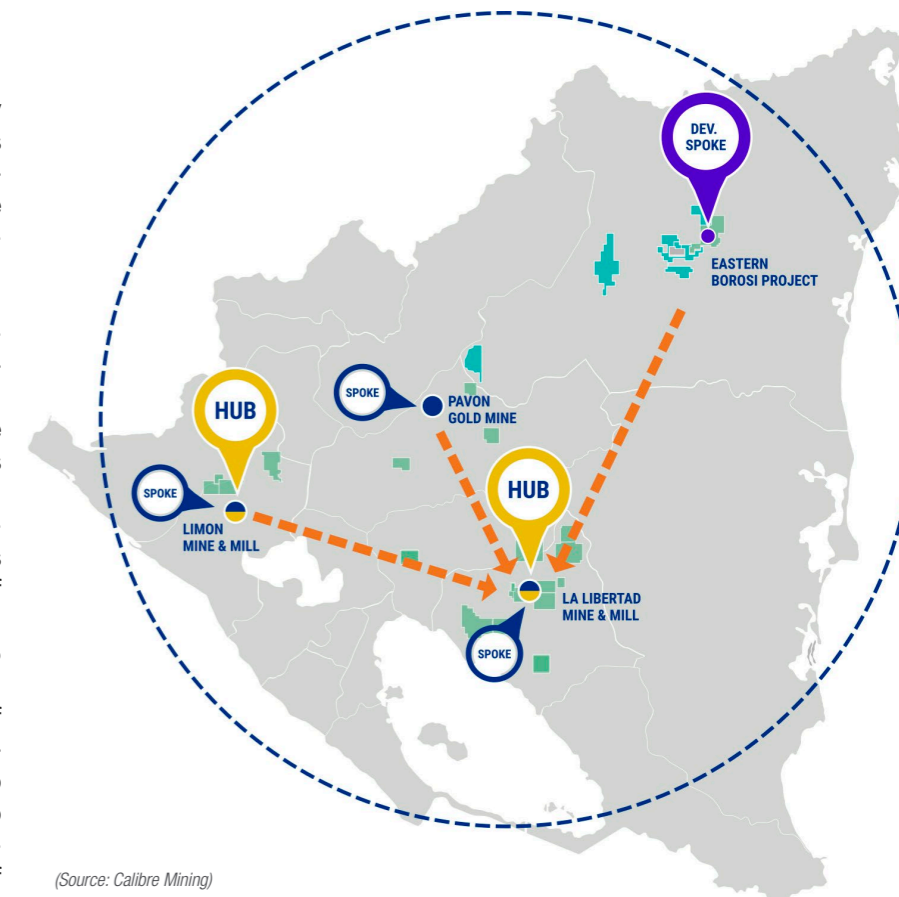 DEV.
SPOKE
EASTERN
BOROSI PROJECT
SPOKE
PAVON
GOLD MINE
HUB
HUB
SPOKE
LIMON
MINE & MILL
LA LIBERTAD
MINE & MILL
SPOKE
(Source: Calibre Mining)